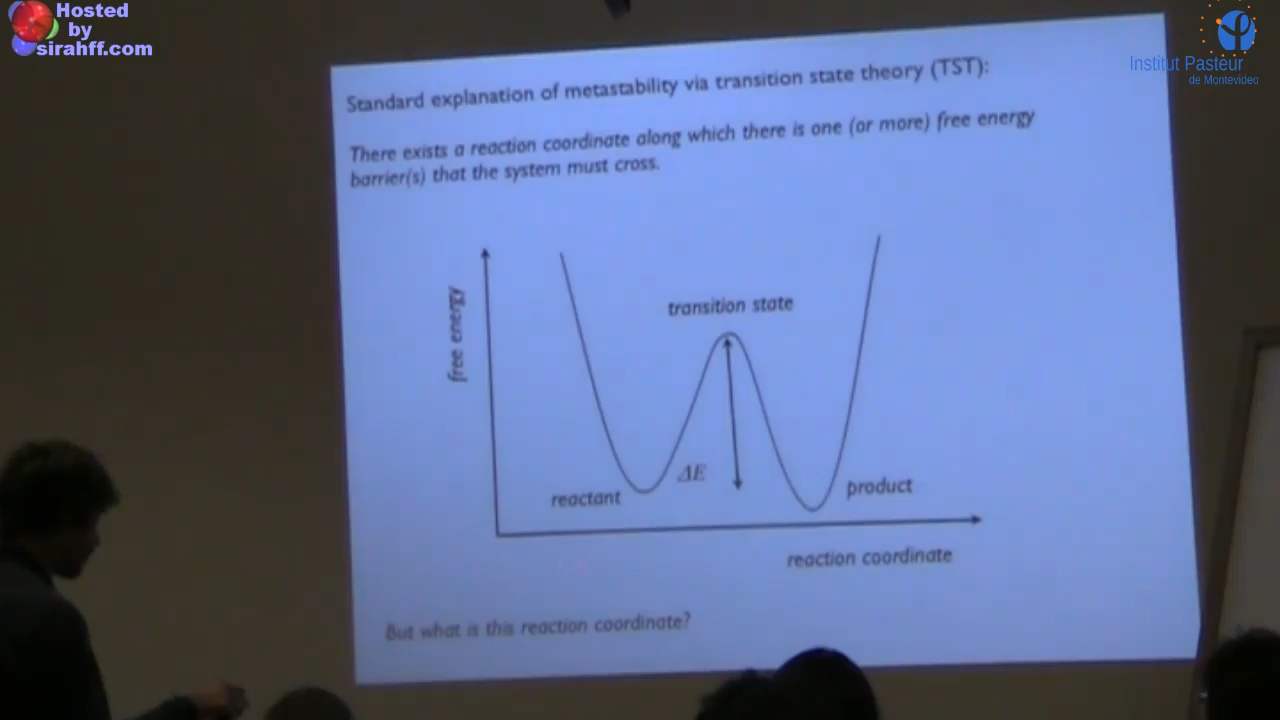 Hosted
by
sirahff.com
Institut Pasteur
de Montevideo
Standard explanation of metastability via transition state theory (TST):
There exists a reaction coordinate along which there is one (or more) free energy
barrier(s) that the system must cross.
free energy
transition state
ΔE
reactant
product
reaction coordinate
But what is this reaction coordinate?